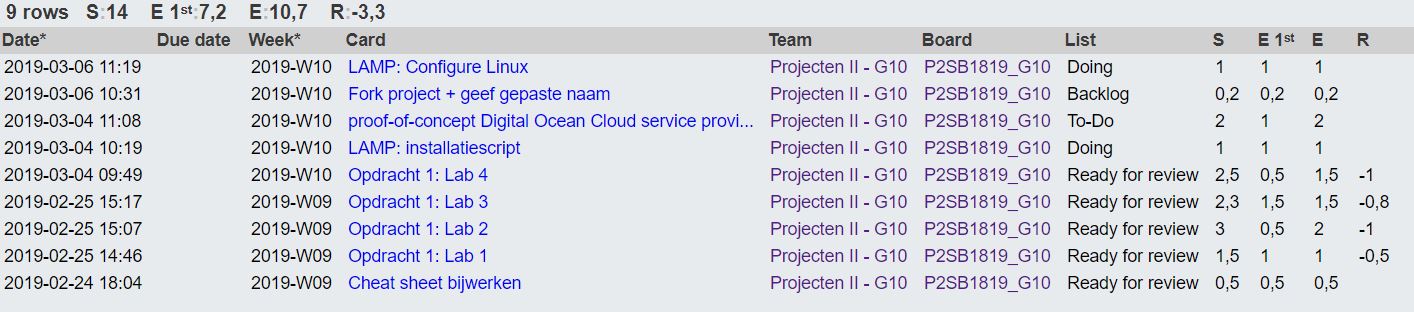 9 rows S:14 E 1st:7,2 E:10,7 R:-3,3
Date* Due date Week* Card Team Board List S E 1st E R
2019-03-06 11:19 2019-W10 LAMP: Configure Linux Projecten II - G10 P2SB1819_G10 Doing 1 1 1
2019-03-06 10:31 2019-W10 Fork project + geef gepaste naam Projecten II - G10 P2SB1819_G10 Backlog 0,2 0,2 0,2
2019-03-04 11:08 2019-W10 proof-of-concept Digital Ocean Cloud service provi... Projecten II - G10 P2SB1819_G10 To-Do 2 1 2
2019-03-04 10:19 2019-W10 LAMP: installatiescript Projecten II - G10 P2SB1819_G10 Doing 1 1 1
2019-03-04 09:49 2019-W10 Opdracht 1: Lab 4 Projecten II - G10 P2SB1819_G10 Ready for review 2,5 0,5 1,5 -1
2019-02-25 15:17 2019-W09 Opdracht 1: Lab 3 Projecten II - G10 P2SB1819_G10 Ready for review 2,3 1,5 1,5 -0,8
2019-02-25 15:07 2019-W09 Opdracht 1: Lab 2 Projecten II - G10 P2SB1819_G10 Ready for review 3 0,5 2 -1
2019-02-25 14:46 2019-W09 Opdracht 1: Lab 1 Projecten II - G10 P2SB1819_G10 Ready for review 1,5 1 1 -0,5
2019-02-24 18:04 2019-W09 Cheat sheet bijwerken Projecten II - G10 P2SB1819_G10 Ready for review 0,5 0,5 0,5